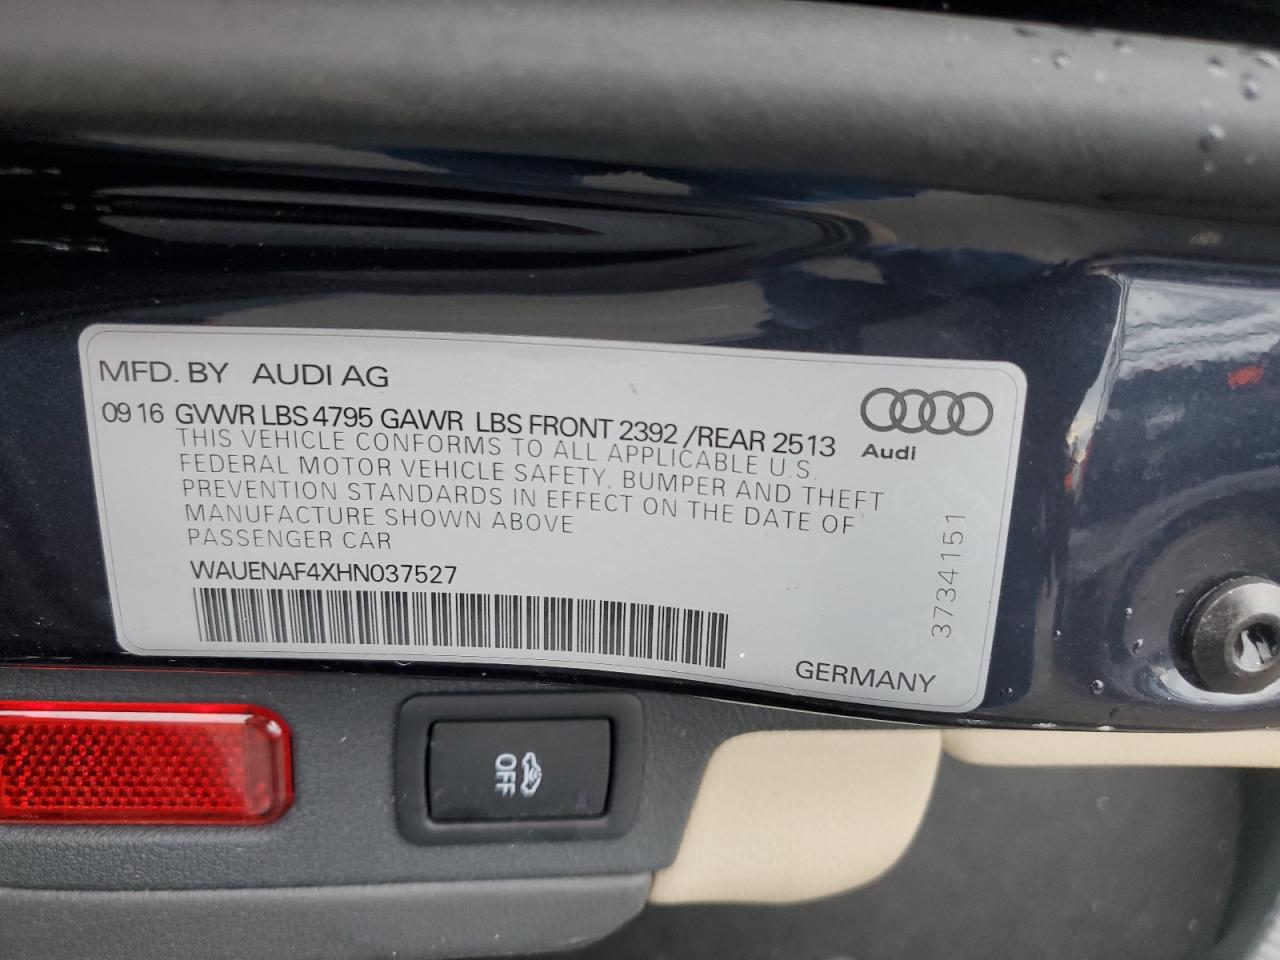 MFD. BY AUDI AG
09 16 GVWR LBS 4795 GAWR LBS FRONT 2392 /REAR 2513
THIS VEHICLE CONFORMS TO ALL APPLICABLE U.S.
FEDERAL MOTOR VEHICLE SAFETY, BUMPER AND THEFT
PREVENTION STANDARDS IN EFFECT ON THE DATE OF
MANUFACTURE SHOWN ABOVE
PASSENGER CAR
WAUENAF4XHN037527
Audi
3734151
GERMANY
OFF